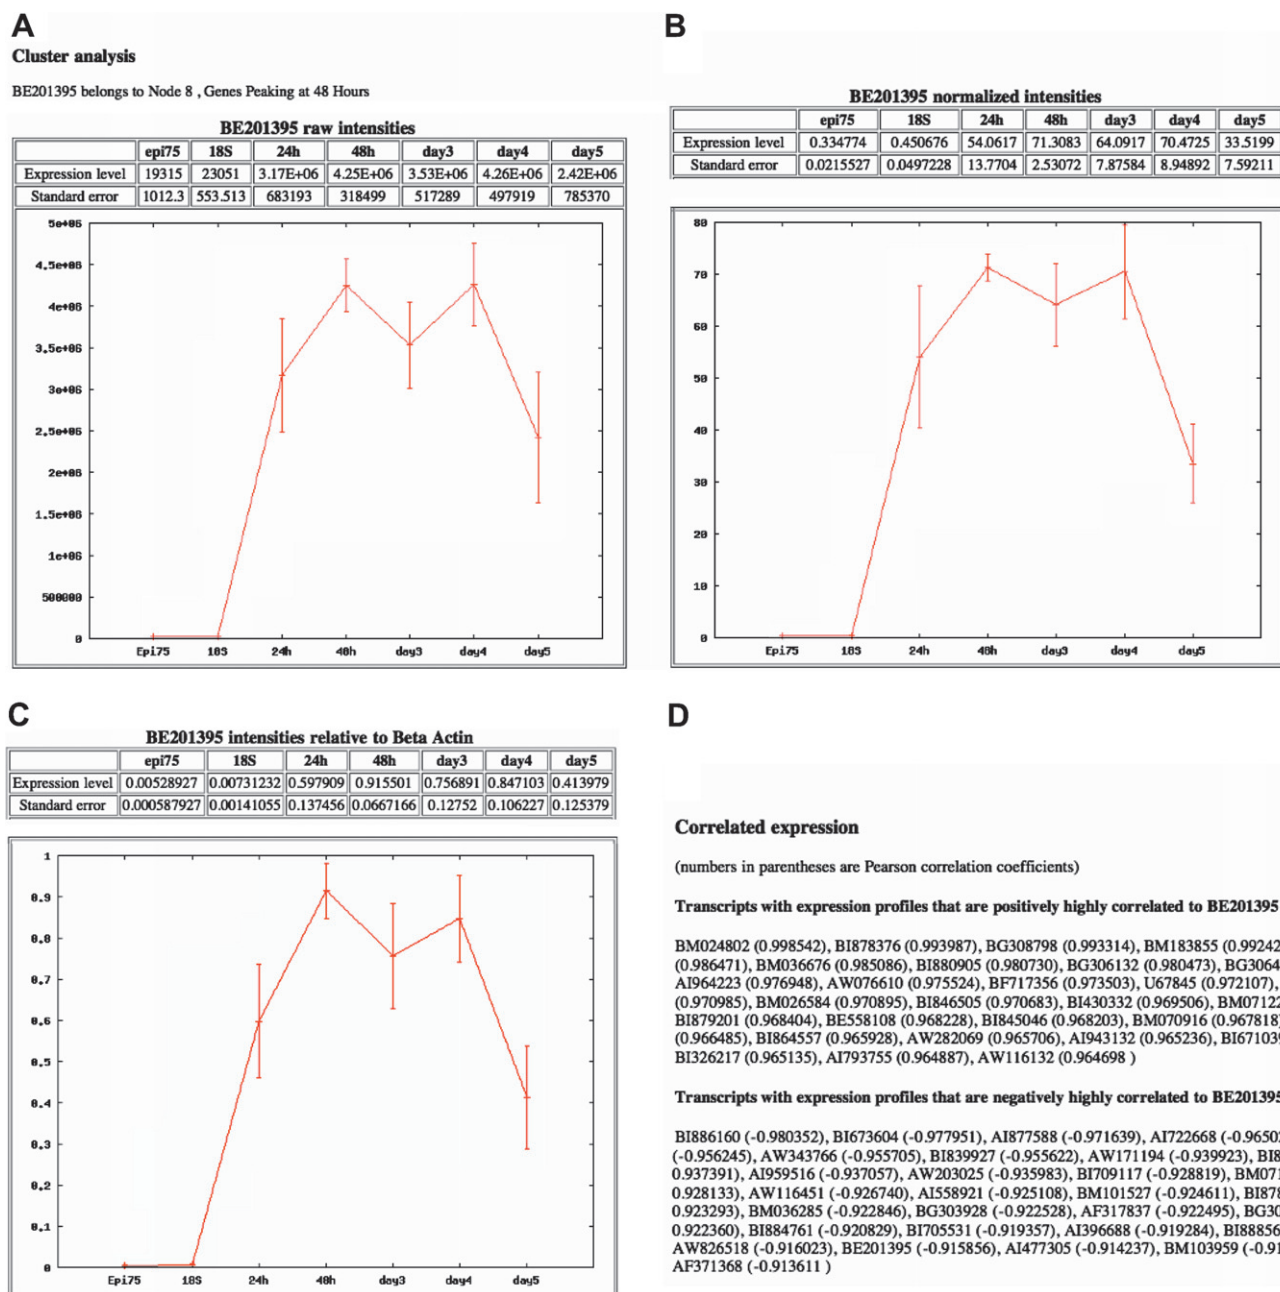 A
Cluster analysis
BE201395 belongs to Node 8 , Genes Peaking at 48 Hours
BE201395 raw intensities
epi75 18S 24h 48h day3 day4 day5
Expression level 19315 23051 3.17E+06 4.25E+06 3.53E+06 4.26E+06 2.42E+06
Standard error 1012.3 553.513 683193 318499 517289 497919 785370
5e+06
4.5e+06
4e+06
3.5e+06
3e+06
2.5e+06
2e+06
1.5e+06
1e+06
500000
0
Epi75 18S 24h 48h day3 day4 day5
B
BE201395 normalized intensities
epi75 18S 24h 48h day3 day4 day5
Expression level 0.334774 0.450676 54.0617 71.3083 64.0917 70.4725 33.5199
Standard error 0.0215527 0.0497228 13.7704 2.53072 7.87584 8.94892 7.59211
80
70
60
50
40
30
20
10
0
Epi75 18S 24h 48h day3 day4 day5
C
BE201395 intensities relative to Beta Actin
epi75 18S 24h 48h day3 day4 day5
Expression level 0.00528927 0.00731232 0.597909 0.915501 0.756891 0.847103 0.413979
Standard error 0.000587927 0.00141055 0.137456 0.0667166 0.12752 0.106227 0.125379
1
0.9
0.8
0.7
0.6
0.5
0.4
0.3
0.2
0.1
0
Epi75 18S 24h 48h day3 day4 day5
D
Correlated expression
(numbers in parentheses are Pearson correlation coefficients)
Transcripts with expression profiles that are positively highly correlated to BE201395
BM024802 (0.998542), BI878376 (0.993987), BG308798 (0.993314), BM183855 (0.99242
(0.986471), BM036676 (0.985086), BI880905 (0.980730), BG306132 (0.980473), BG3064
AI964223 (0.976948), AW076610 (0.975524), BF717356 (0.973503), U67845 (0.972107),
(0.970985), BM026584 (0.970895), BI846505 (0.970683), BI430332 (0.969506), BM07122
BI879201 (0.968404), BE558108 (0.968228), BI845046 (0.968203), BM070916 (0.967818)
(0.966485), BI864557 (0.965928), AW282069 (0.965706), AI943132 (0.965236), BI671039
BI326217 (0.965135), AI793755 (0.964887), AW116132 (0.964698 )
Transcripts with expression profiles that are negatively highly correlated to BE201395
BI886160 (-0.980352), BI673604 (-0.977951), AI877588 (-0.971639), AI722668 (-0.96502
(-0.956245), AW343766 (-0.955705), BI839927 (-0.955622), AW171194 (-0.939923), BI8
0.937391), AI959516 (-0.937057), AW203025 (-0.935983), BI709117 (-0.928819), BM071
0.928133), AW116451 (-0.926740), AI558921 (-0.925108), BM101527 (-0.924611), BI878
0.923293), BM036285 (-0.922846), BG303928 (-0.922528), AF317837 (-0.922495), BG30
0.922360), BI884761 (-0.920829), BI705531 (-0.919357), AI396688 (-0.919284), BI88856
AW826518 (-0.916023), BE201395 (-0.915856), AI477305 (-0.914237), BM103959 (-0.91
AF371368 (-0.913611 )